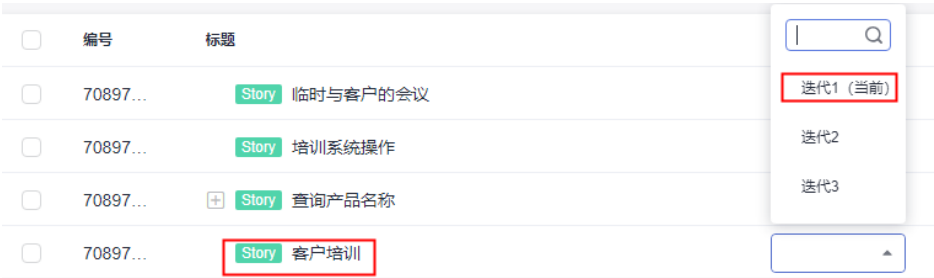 编号 标题
70897... Story 临时与客户的会议
70897... Story 培训系统操作
70897... Story 查询产品名称
70897... Story 客户培训
迭代1（当前）
迭代2
迭代3